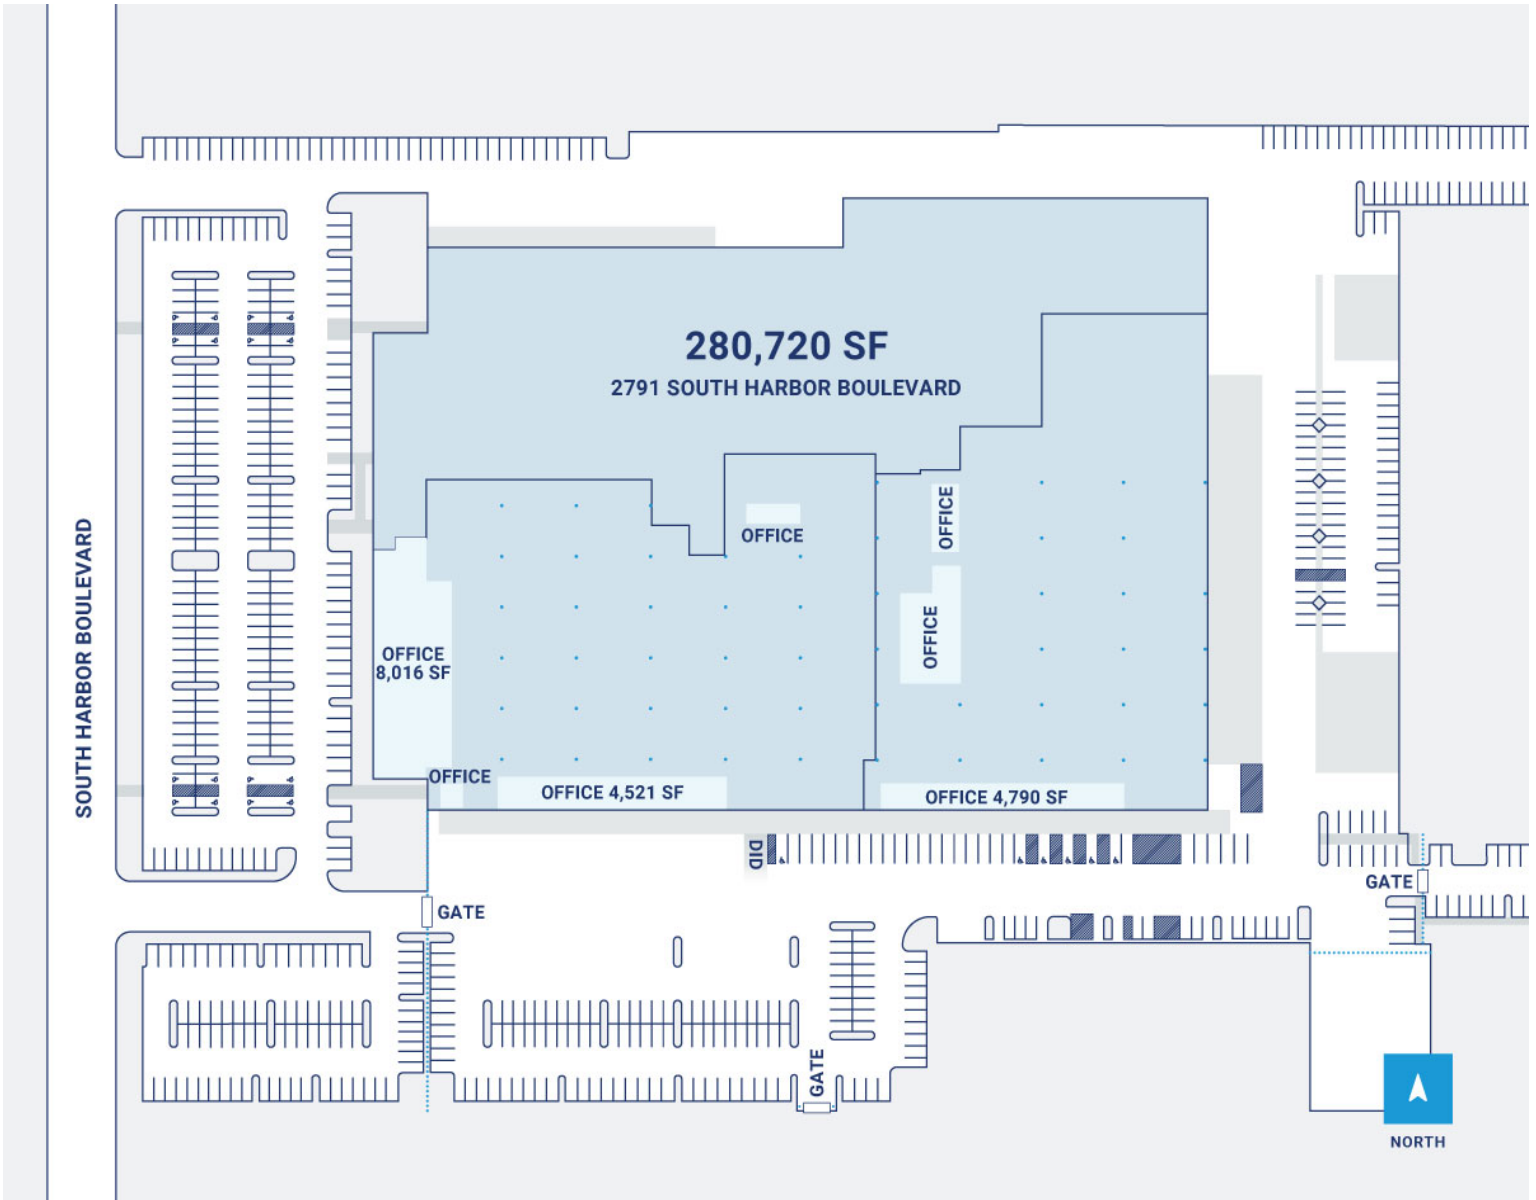 280,720 SF
2791 SOUTH HARBOR BOULEVARD
OFFICE
OFFICE
OFFICE
OFFICE
8,016 SF
OFFICE
OFFICE 4,521 SF
OFFICE 4,790 SF
SOUTH HARBOR BOULEVARD
DID
GATE
GATE
GATE
NORTH